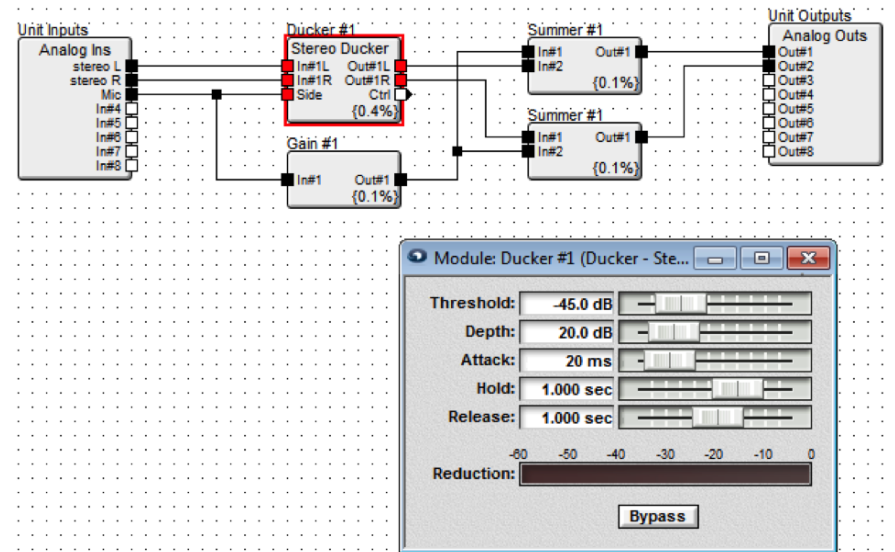 Unit Inputs
Analog Ins
stereo L
stereo R
Mic
In#4
In#5
In#6
In#7
In#8
Ducker #1
Stereo Ducker
In#1L Out#1L
In#1R Out#1R
Side Ctrl
{0.4%}
Gain #1
In#1 Out#1
{0.1%}
Summer #1
In#1 Out#1
In#2
{0.1%}
Summer #1
In#1 Out#1
In#2
{0.1%}
Unit Outputs
Analog Outs
Out#1
Out#2
Out#3
Out#4
Out#5
Out#6
Out#7
Out#8
Module: Ducker #1 (Ducker - Ste...
Threshold: -45.0 dB
Depth: 20.0 dB
Attack: 20 ms
Hold: 1.000 sec
Release: 1.000 sec
-60 -50 -40 -30 -20 -10 0
Reduction:
Bypass